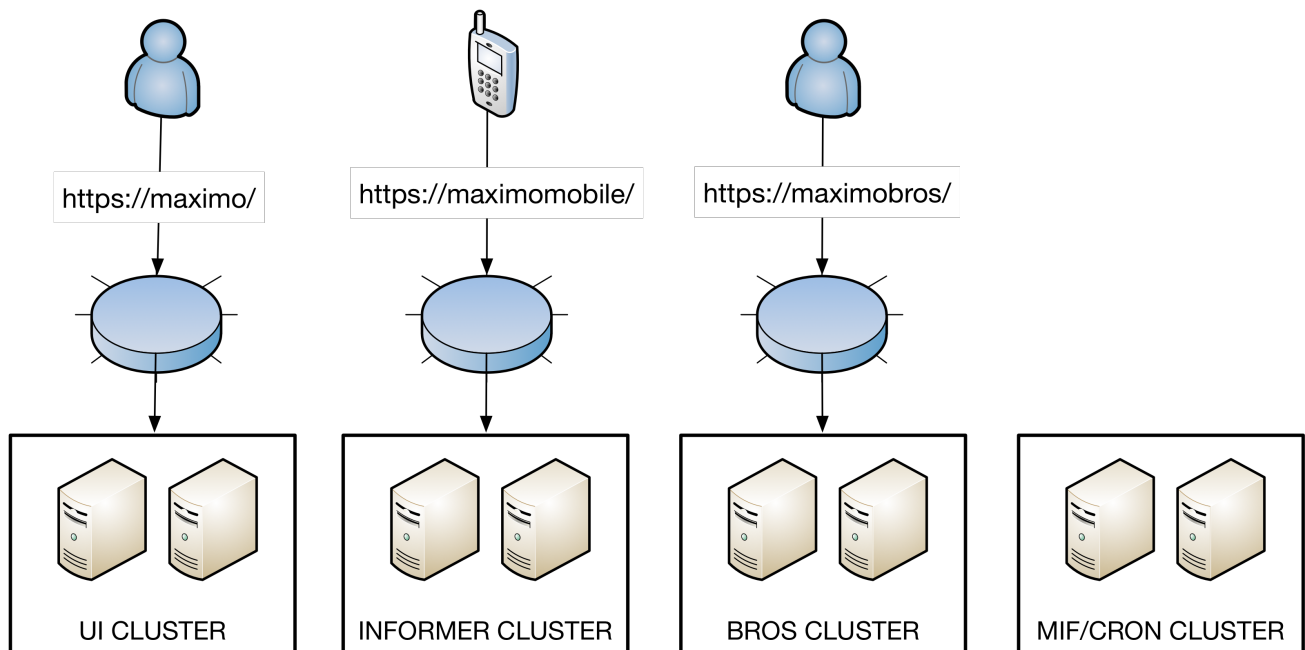 https://maximo/
https://maximomobile/
https://maximobros/
UI CLUSTER
INFORMER CLUSTER
BROS CLUSTER
MIF/CRON CLUSTER